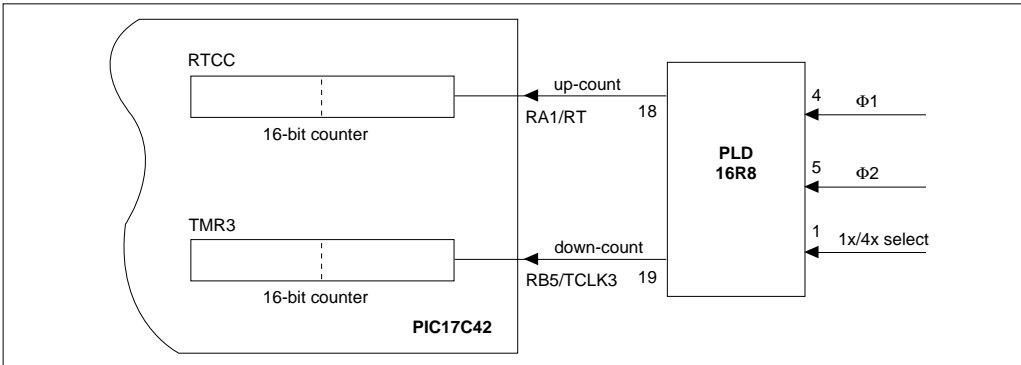 RTCC
16-bit counter
up-count
RA1/RT
18
TMR3
16-bit counter
down-count
RB5/TCLK3
19
PIC17C42
PLD
16R8
4
Φ1
5
Φ2
1
1x/4x select